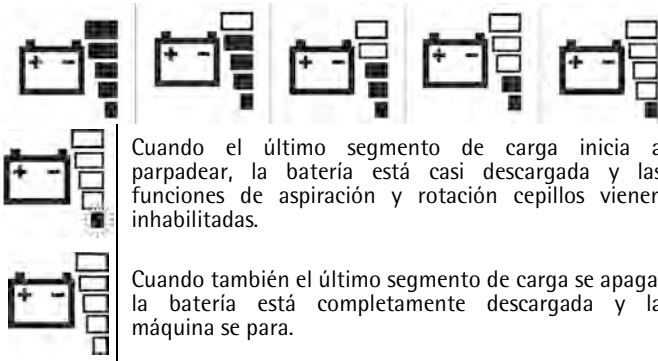 Cuando el último segmento de carga inicia a
parpadear, la batería está casi descargada y las
funciones de aspiración y rotación cepillos vienen
inhabilitadas.
Cuando también el último segmento de carga se apaga,
la batería está completamente descargada y la
máquina se para.